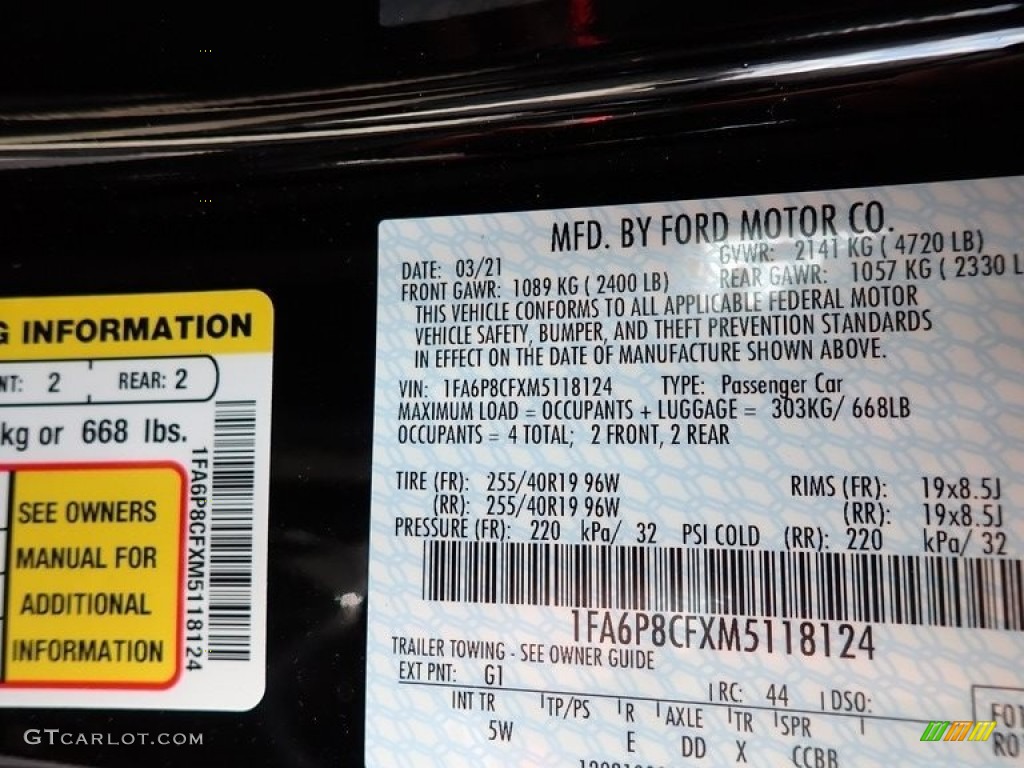 MFD. BY FORD MOTOR CO.
DATE: 03/21
GVWR: 2141 KG ( 4720 LB)
FRONT GAWR: 1089 KG ( 2400 LB)
REAR GAWR: 1057 KG ( 2330 L
THIS VEHICLE CONFORMS TO ALL APPLICABLE FEDERAL MOTOR
VEHICLE SAFETY, BUMPER, AND THEFT PREVENTION STANDARDS
IN EFFECT ON THE DATE OF MANUFACTURE SHOWN ABOVE.
VIN: 1FA6P8CFXM5118124 TYPE: Passenger Car
MAXIMUM LOAD = OCCUPANTS + LUGGAGE = 303KG/ 668LB
OCCUPANTS = 4 TOTAL; 2 FRONT, 2 REAR
TIRE (FR): 255/40R19 96W RIMS (FR): 19x8.5J
(RR): 255/40R19 96W (RR): 19x8.5J
PRESSURE (FR): 220 kPa/ 32 PSI COLD (RR): 220 kPa/ 32
1FA6P8CFXM5118124
TRAILER TOWING - SEE OWNER GUIDE
EXT PNT: G1 RC: 44 DSO:
INT TR TP/PS R AXLE TR SPR
5W E DD X CCBB
G INFORMATION
NT: 2 REAR: 2
kg or 668 lbs.
SEE OWNERS
MANUAL FOR
ADDITIONAL
INFORMATION
1FA6P8CFXM5118124
GTCARLOT.COM